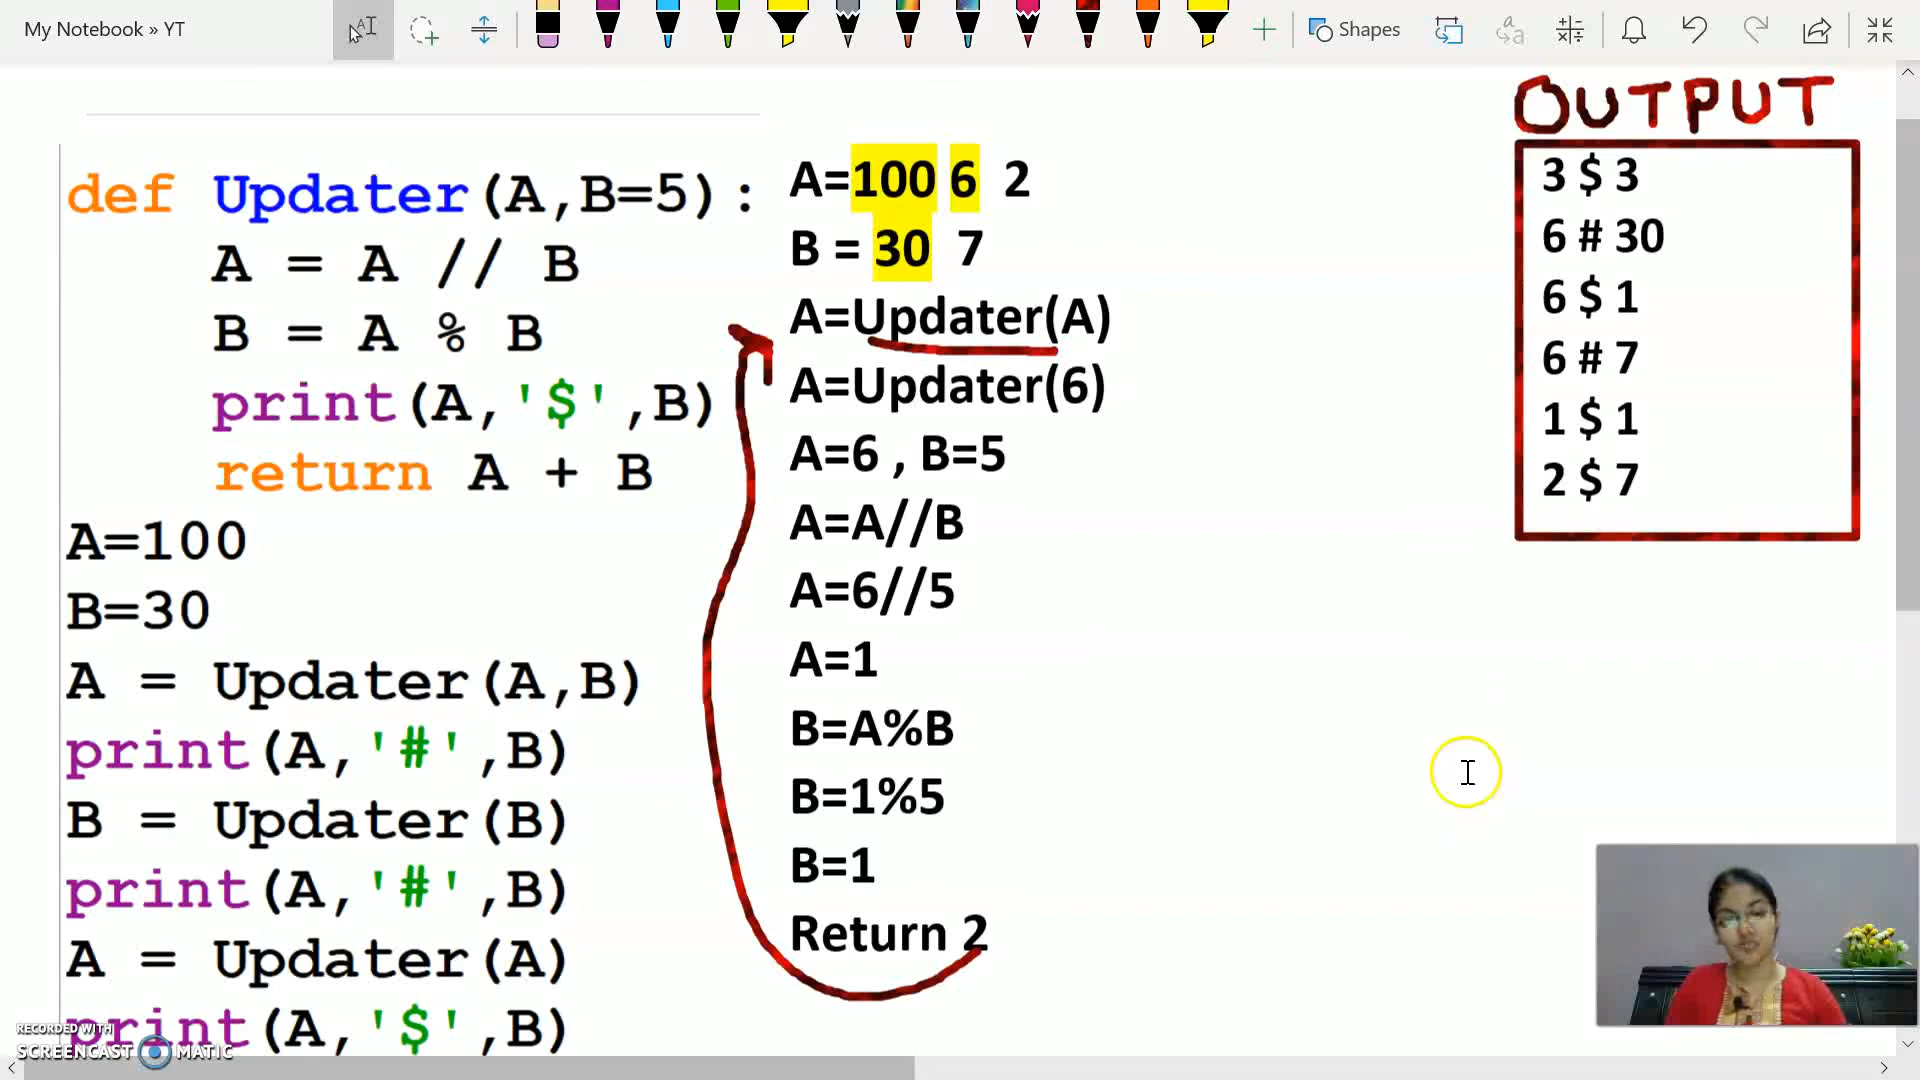 My Notebook » YT
Shapes
def Updater(A,B=5):
A = A // B
B = A % B
print(A,'$',B)
return A + B
A=100
B=30
A = Updater(A,B)
print(A,'#',B)
B = Updater(B)
print(A,'#',B)
A = Updater(A)
print(A, '$',B)
A=100 6 2
B = 30 7
A=Updater(A)
A=Updater(6)
A=6 , B=5
A=A//B
A=6//5
A=1
B=A%B
B=1%5
B=1
Return 2
OUTPUT
3 $ 3
6 # 30
6 $ 1
6 # 7
1 $ 1
2 $ 7
RECORDED WITH
SCREENCAST MATIC